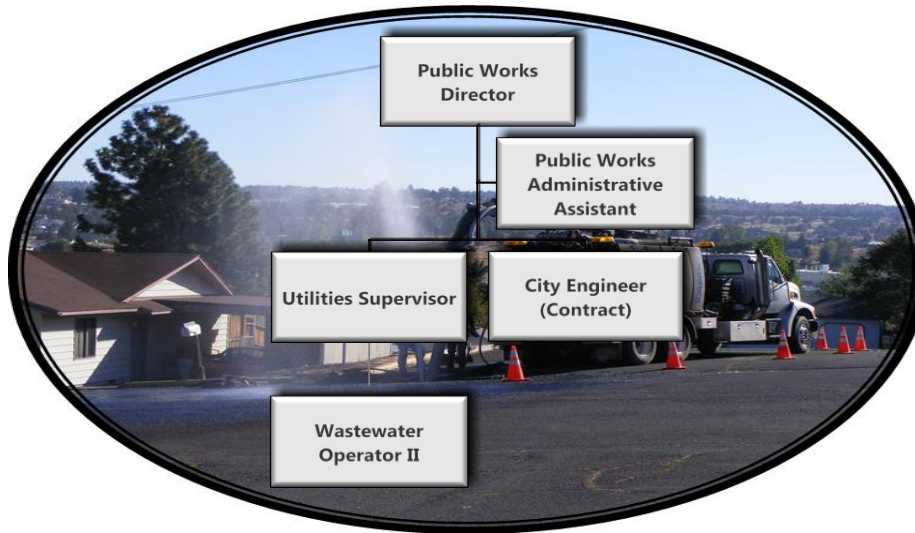 Public Works
Director
Public Works
Administrative
Assistant
Utilities Supervisor
City Engineer
(Contract)
Wastewater
Operator II